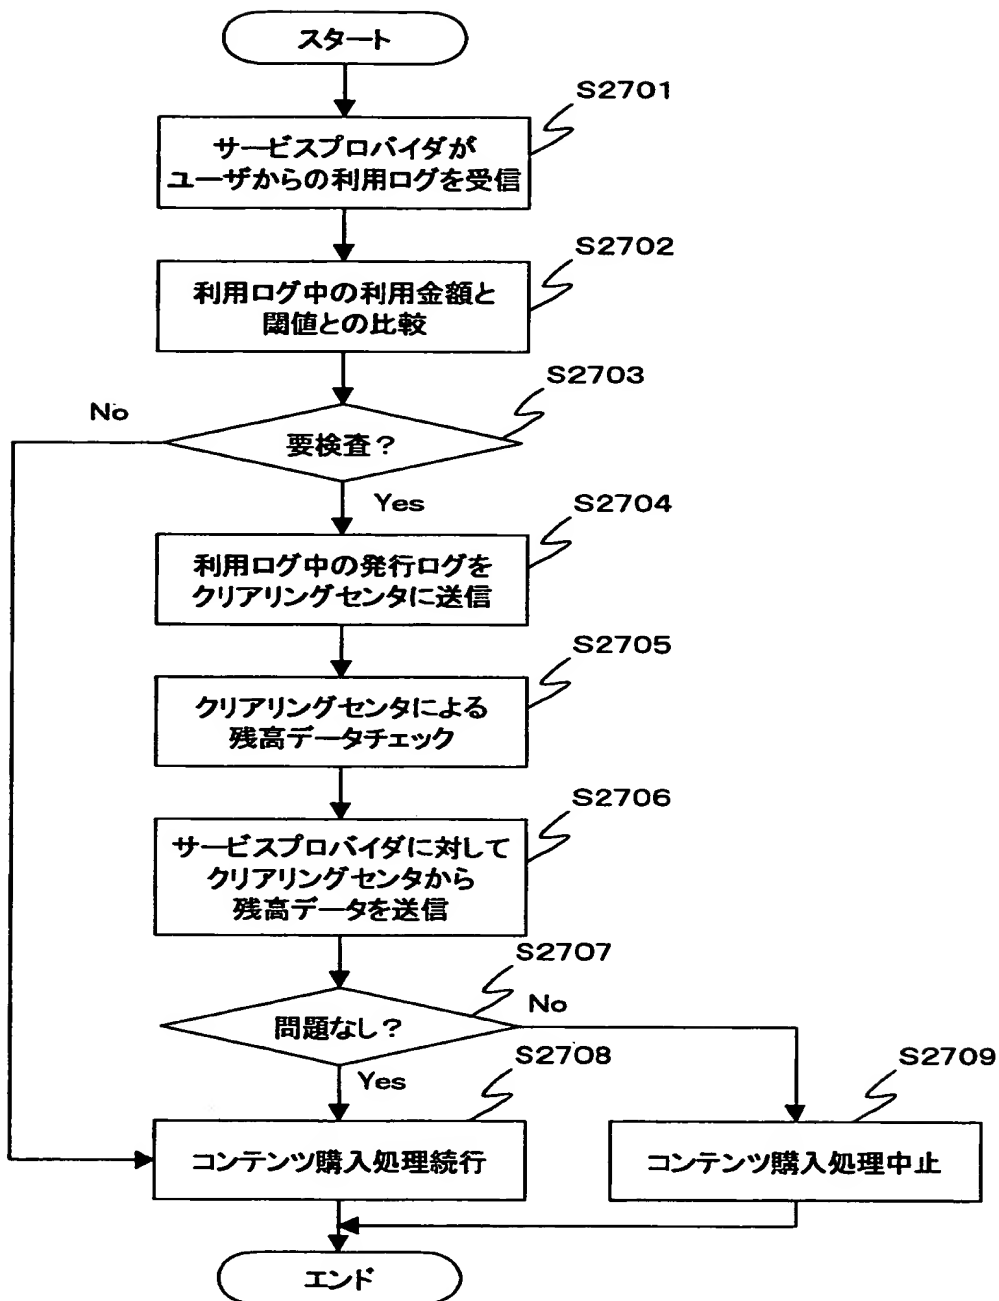 スタート
S2701
サービスプロバイダが
ユーザからの利用ログを受信
S2702
利用ログ中の利用金額と
閾値との比較
S2703
No
要検査？
Yes
S2704
利用ログ中の発行ログを
クリアリングセンタに送信
S2705
クリアリングセンタによる
残高データチェック
S2706
サービスプロバイダに対して
クリアリングセンタから
残高データを送信
S2707
No
問題なし？
S2708
Yes
S2709
コンテンツ購入処理続行
コンテンツ購入処理中止
エンド